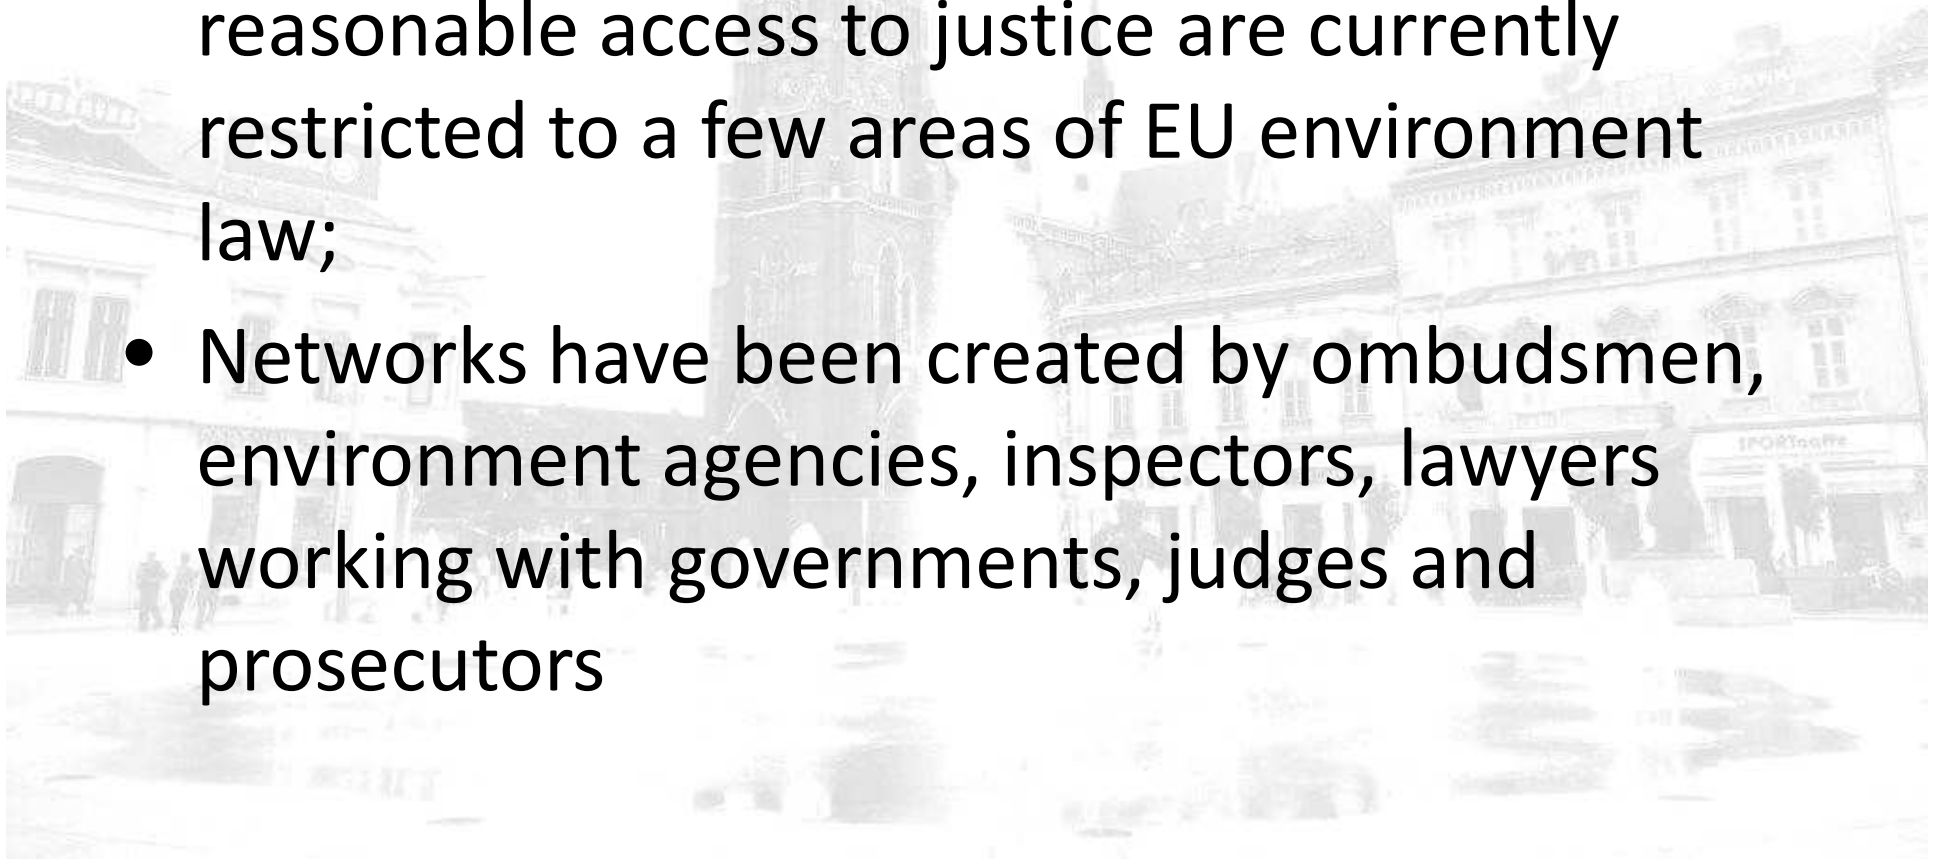 reasonable access to justice are currently
restricted to a few areas of EU environment
law;
• Networks have been created by ombudsmen,
environment agencies, inspectors, lawyers
working with governments, judges and
prosecutors